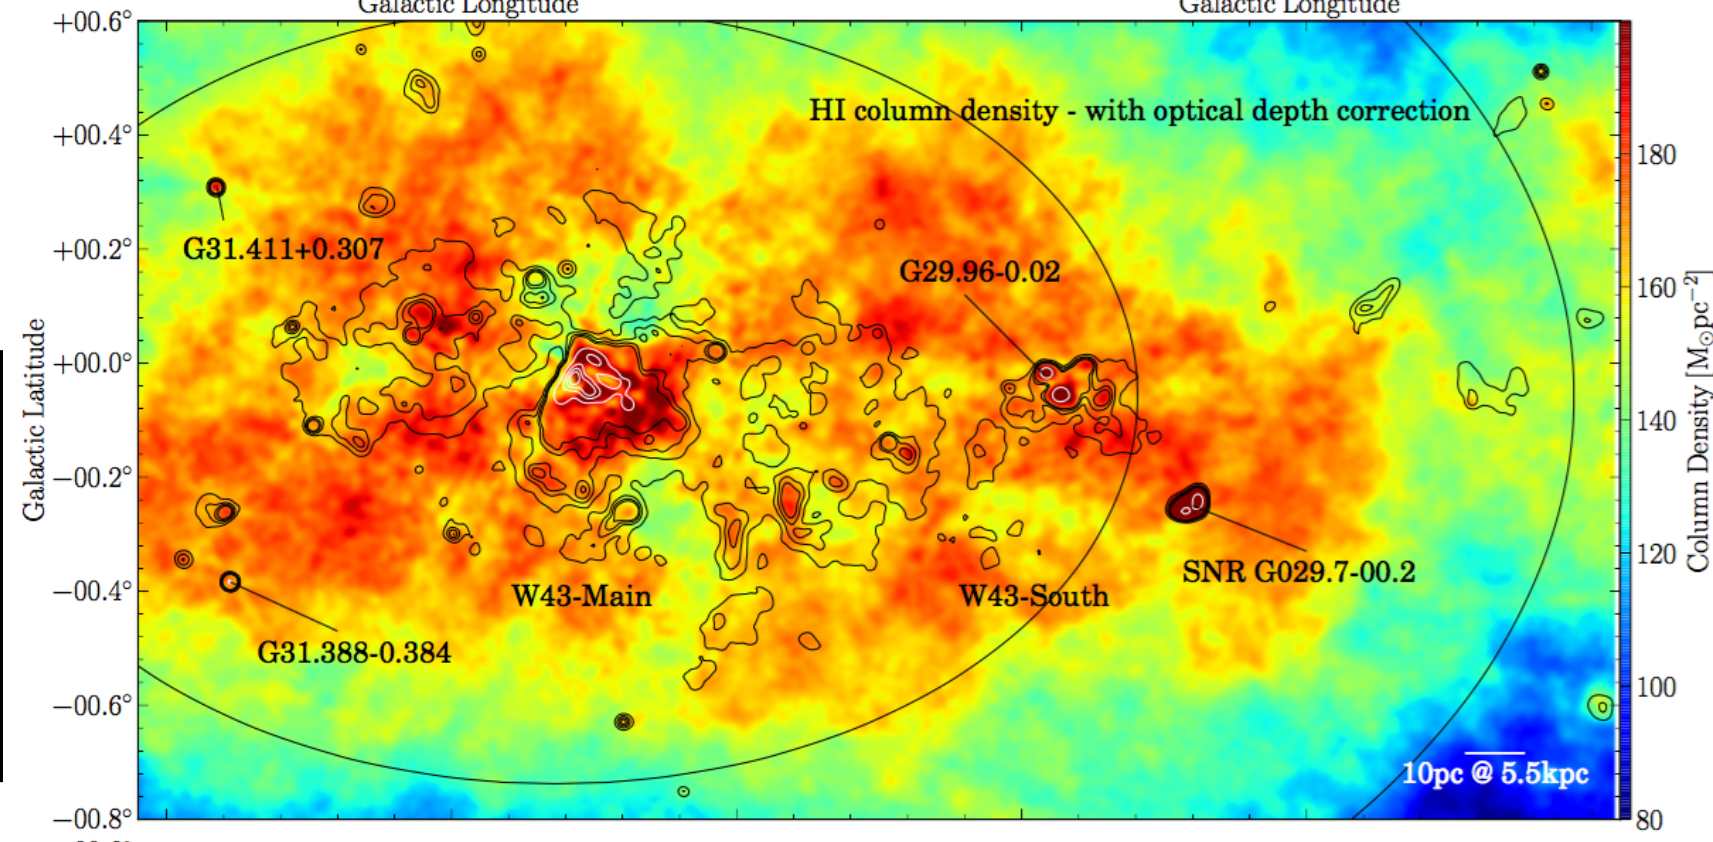 Galactic Longitude
Galactic Longitude
+00.6°
+00.4°
+00.2°
+00.0°
−00.2°
−00.4°
−00.6°
−00.8°
Galactic Latitude
HI column density - with optical depth correction
G31.411+0.307
G29.96-0.02
W43-Main
W43-South
SNR G029.7-00.2
G31.388-0.384
10pc @ 5.5kpc
180
160
140
120
100
80
Column Density [M⊙pc⁻²]